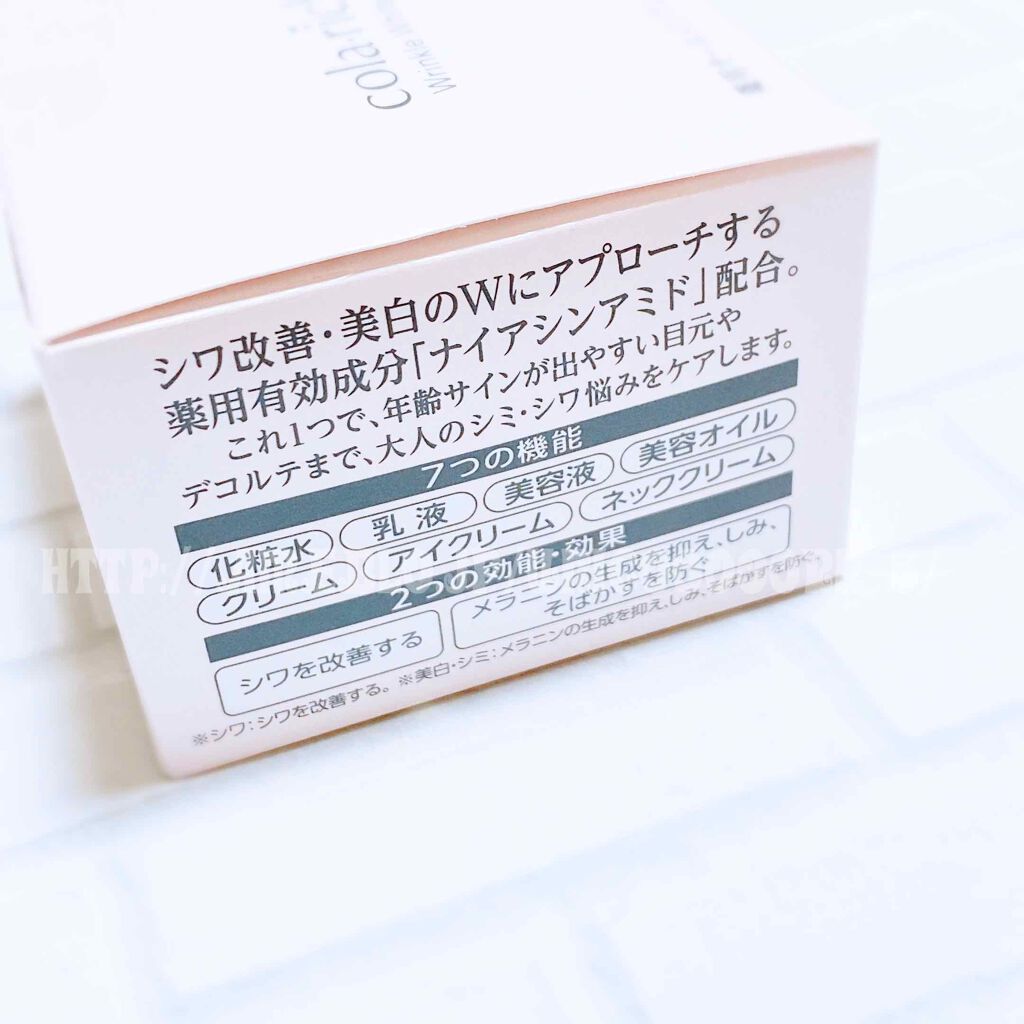 cola·ric
Wrinkle Whit
シワ改善・美白のWにアプローチする
薬用有効成分「ナイアシンアミド」配合。
これ1つで、年齢サインが出やすい目元や
デコルテまで、大人のシミ・シワ悩みをケアします。
7つの機能
化粧水 乳液 美容液 美容オイル
クリーム アイクリーム ネッククリーム
2つの効能・効果
シワを改善する
メラニンの生成を抑え、しみ、
そばかすを防ぐ
※シワ:シワを改善する。※美白・シミ:メラニンの生成を抑え、しみ、そばかすを防ぐ。
HTTP://